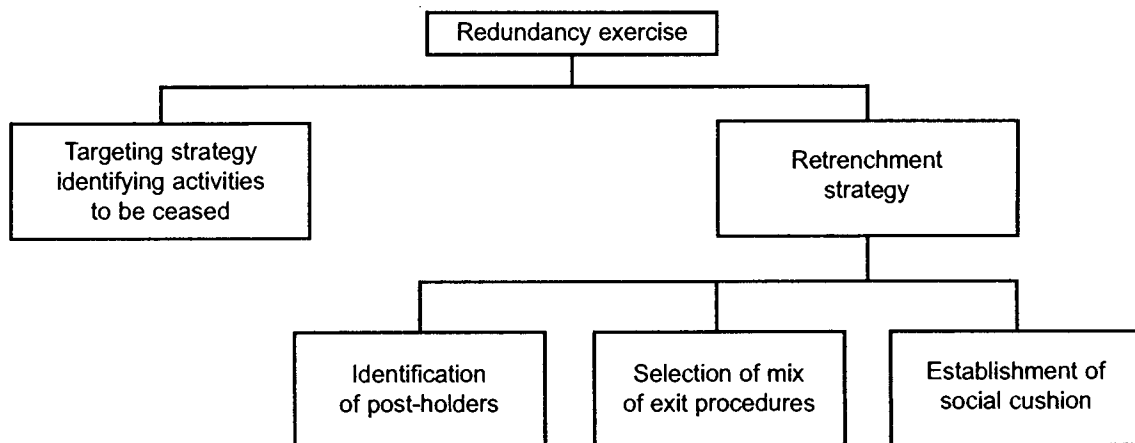 Redundancy exercise
Targeting strategy
identifying activities
to be ceased
Retrenchment
strategy
Identification
of post-holders
Selection of mix
of exit procedures
Establishment of
social cushion